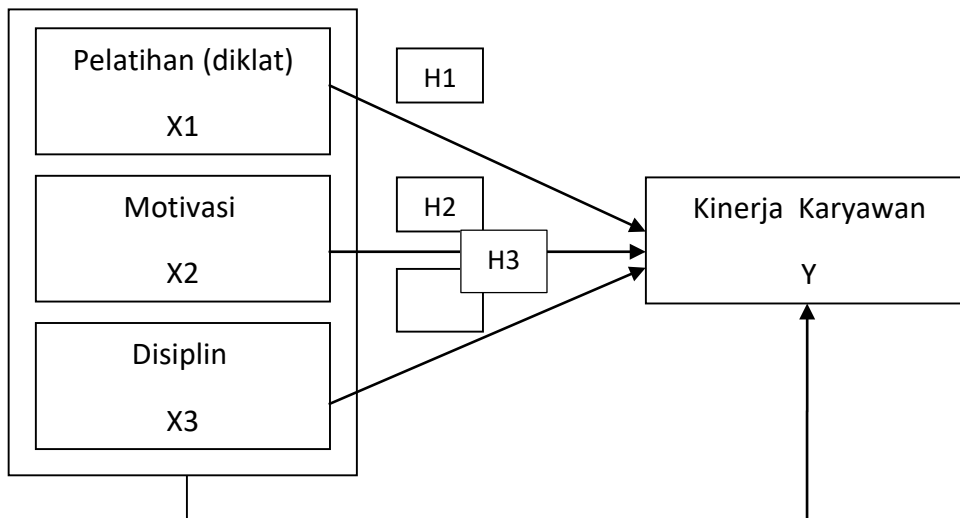 Pelatihan (diklat)
X1
H1
Motivasi
X2
H2
H3
Kinerja Karyawan
Y
Disiplin
X3